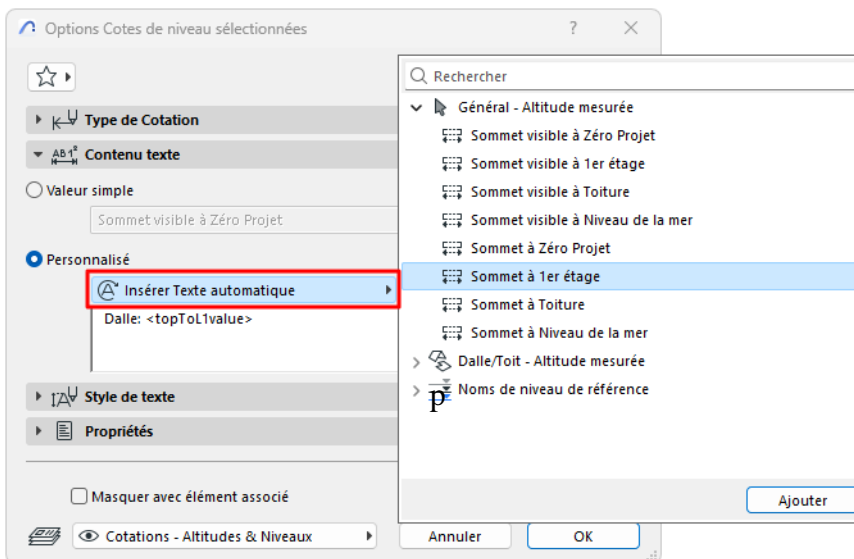 Options Cotes de niveau sélectionnées
?
Type de Cotation
AB1²
Contenu texte
Valeur simple
Sommet visible à Zéro Projet
Personnalisé
Insérer Texte automatique
Dalle: <topToL1value>
Style de texte
Propriétés
Masquer avec élément associé
Cotations - Altitudes & Niveaux
Annuler
OK
Rechercher
Général - Altitude mesurée
Sommet visible à Zéro Projet
Sommet visible à 1er étage
Sommet visible à Toiture
Sommet visible à Niveau de la mer
Sommet à Zéro Projet
Sommet à 1er étage
Sommet à Toiture
Sommet à Niveau de la mer
Dalle/Toit - Altitude mesurée
Noms de niveau de référence
p
Ajouter